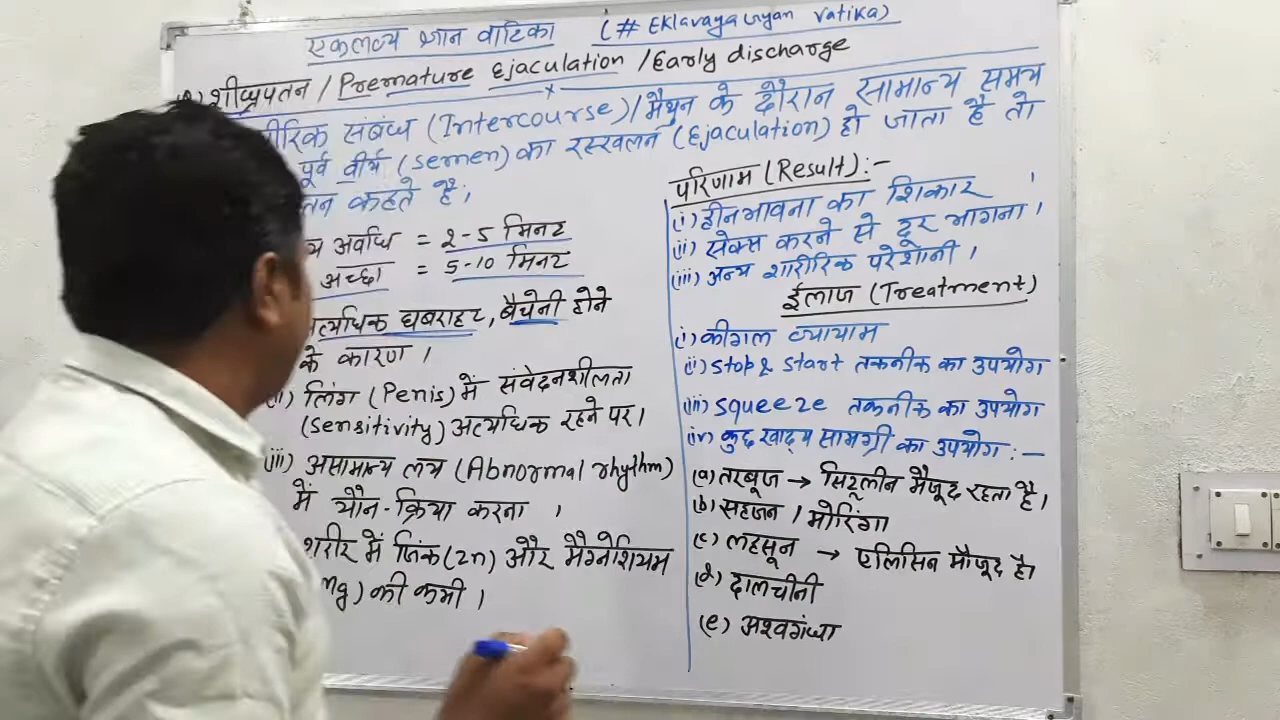 एकलव्य ज्ञान वाटिका (# Eklavaya Gyan Vatika)
शीघ्रपतन / Premature Ejaculation / Early discharge
रीरिक संबंध (Intercourse) / मैथुन के दौरान सामान्य समय
पूर्व वीर्य (semen) का स्खलन (Ejaculation) हो जाता है तो
तन कहते है।
य अवधि = 2-5 मिनट
अच्छा = 5-10 मिनट
त्यधिक घबराहट, बैचेनी होने
के कारण ।
(ii) लिंग (Penis) में संवेदनशीलता
(sensitivity) अत्यधिक रहने पर।
(iii) असामान्य लय (Abnormal rhythm)
में यौन-क्रिया करना ।
शरीर में जिंक (Zn) और मैग्नेशियम
Mg) की कमी ।
परिणाम (Result) :-
(i) हीनभावना का शिकार ।
(ii) सेक्स करने से दूर भागना।
(iii) अन्य शारीरिक परेशानी ।
ईलाज (Treatment)
(i) कीगल व्यायाम
(ii) stop & start तकनीक का उपयोग
(iii) squeeze तकनीक का उपयोग
(iv) कुछ खाद्य सामग्री का उपयोग :-
(a) तरबूज → सिट्रूलीन मौजूद रहता है।
(b) सहजन / मोरिंगा
(c) लहसून → एलिसिन मौजूद है।
(d) दालचीनी
(e) अश्वगंधा